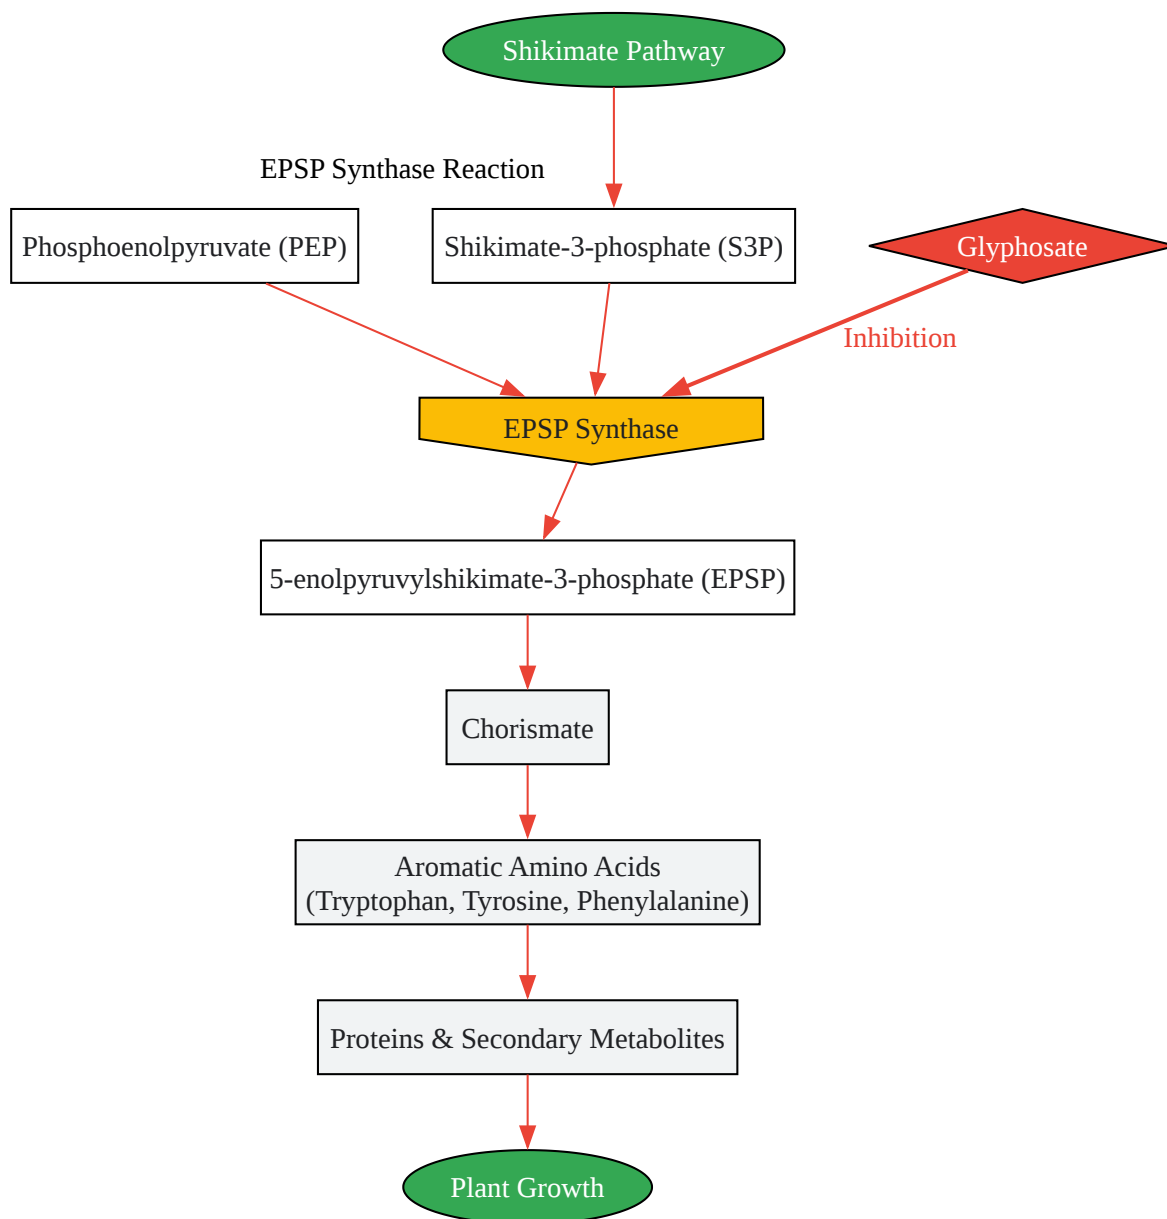 Shikimate Pathway
EPSP Synthase Reaction
Phosphoenolpyruvate (PEP)
Shikimate-3-phosphate (S3P)
Glyphosate
Inhibition
EPSP Synthase
5-enolpyruvylshikimate-3-phosphate (EPSP)
Chorismate
Aromatic Amino Acids
(Tryptophan, Tyrosine, Phenylalanine)
Proteins & Secondary Metabolites
Plant Growth